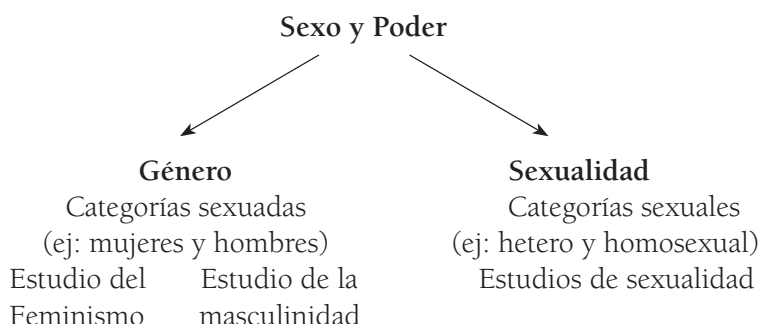 Sexo y Poder
Género
Categorías sexuadas
(ej: mujeres y hombres)
Estudio del Feminismo
Estudio de la masculinidad
Sexualidad
Categorías sexuales
(ej: hetero y homosexual)
Estudios de sexualidad